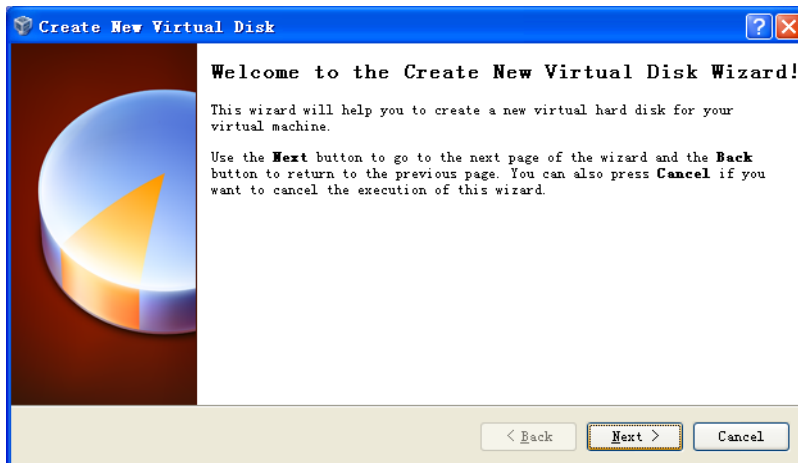 Create New Virtual Disk
Welcome to the Create New Virtual Disk Wizard!
This wizard will help you to create a new virtual hard disk for your
virtual machine.
Use the Next button to go to the next page of the wizard and the Back
button to return to the previous page. You can also press Cancel if you
want to cancel the execution of this wizard.
< Back
Next >
Cancel